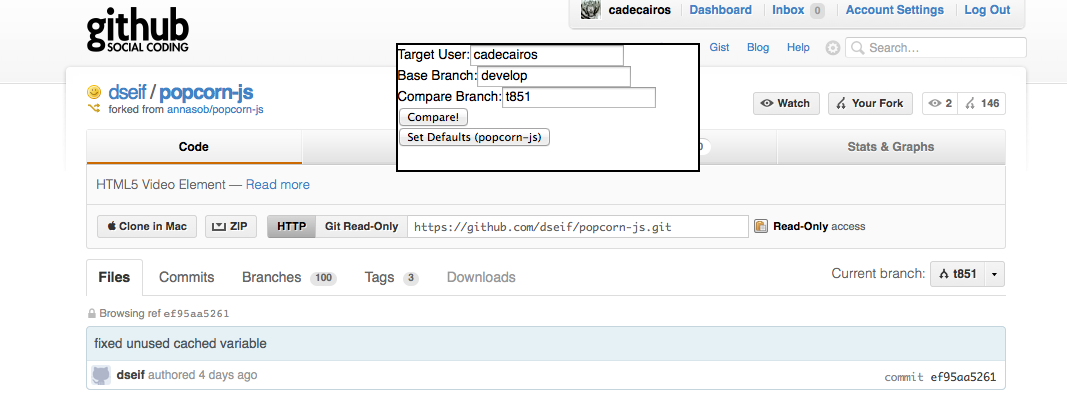 github
SOCIAL CODING
cadecairos Dashboard Inbox 0 Account Settings Log Out
Gist Blog Help Search...
Target User: cadecairos
Base Branch: develop
Compare Branch: t851
Compare!
Set Defaults (popcorn-js)
dseif / popcorn-js
forked from annasob/popcorn-js
Watch Your Fork 2 146
Code Stats & Graphs
HTML5 Video Element — Read more
Clone in Mac ZIP HTTP Git Read-Only https://github.com/dseif/popcorn-js.git Read-Only access
Files Commits Branches 100 Tags 3 Downloads Current branch: t851
Browsing ref ef95aa5261
fixed unused cached variable
dseif authored 4 days ago commit ef95aa5261